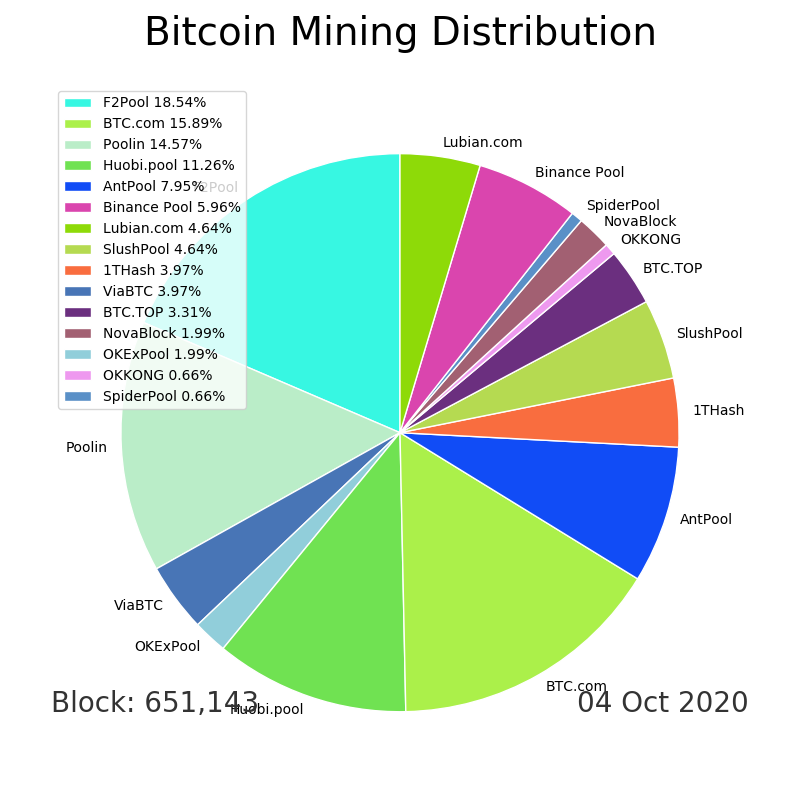 Bitcoin Mining Distribution
F2Pool 18.54%
BTC.com 15.89%
Poolin 14.57%
Huobi.pool 11.26%
AntPool 7.95%
Binance Pool 5.96%
Lubian.com 4.64%
SlushPool 4.64%
1THash 3.97%
ViaBTC 3.97%
BTC.TOP 3.31%
NovaBlock 1.99%
OKExPool 1.99%
OKKONG 0.66%
SpiderPool 0.66%
Lubian.com
Binance Pool
SpiderPool
NovaBlock
OKKONG
BTC.TOP
SlushPool
1THash
AntPool
BTC.com
Huobi.pool
OKExPool
ViaBTC
Poolin
F2Pool
Block: 651,143
04 Oct 2020